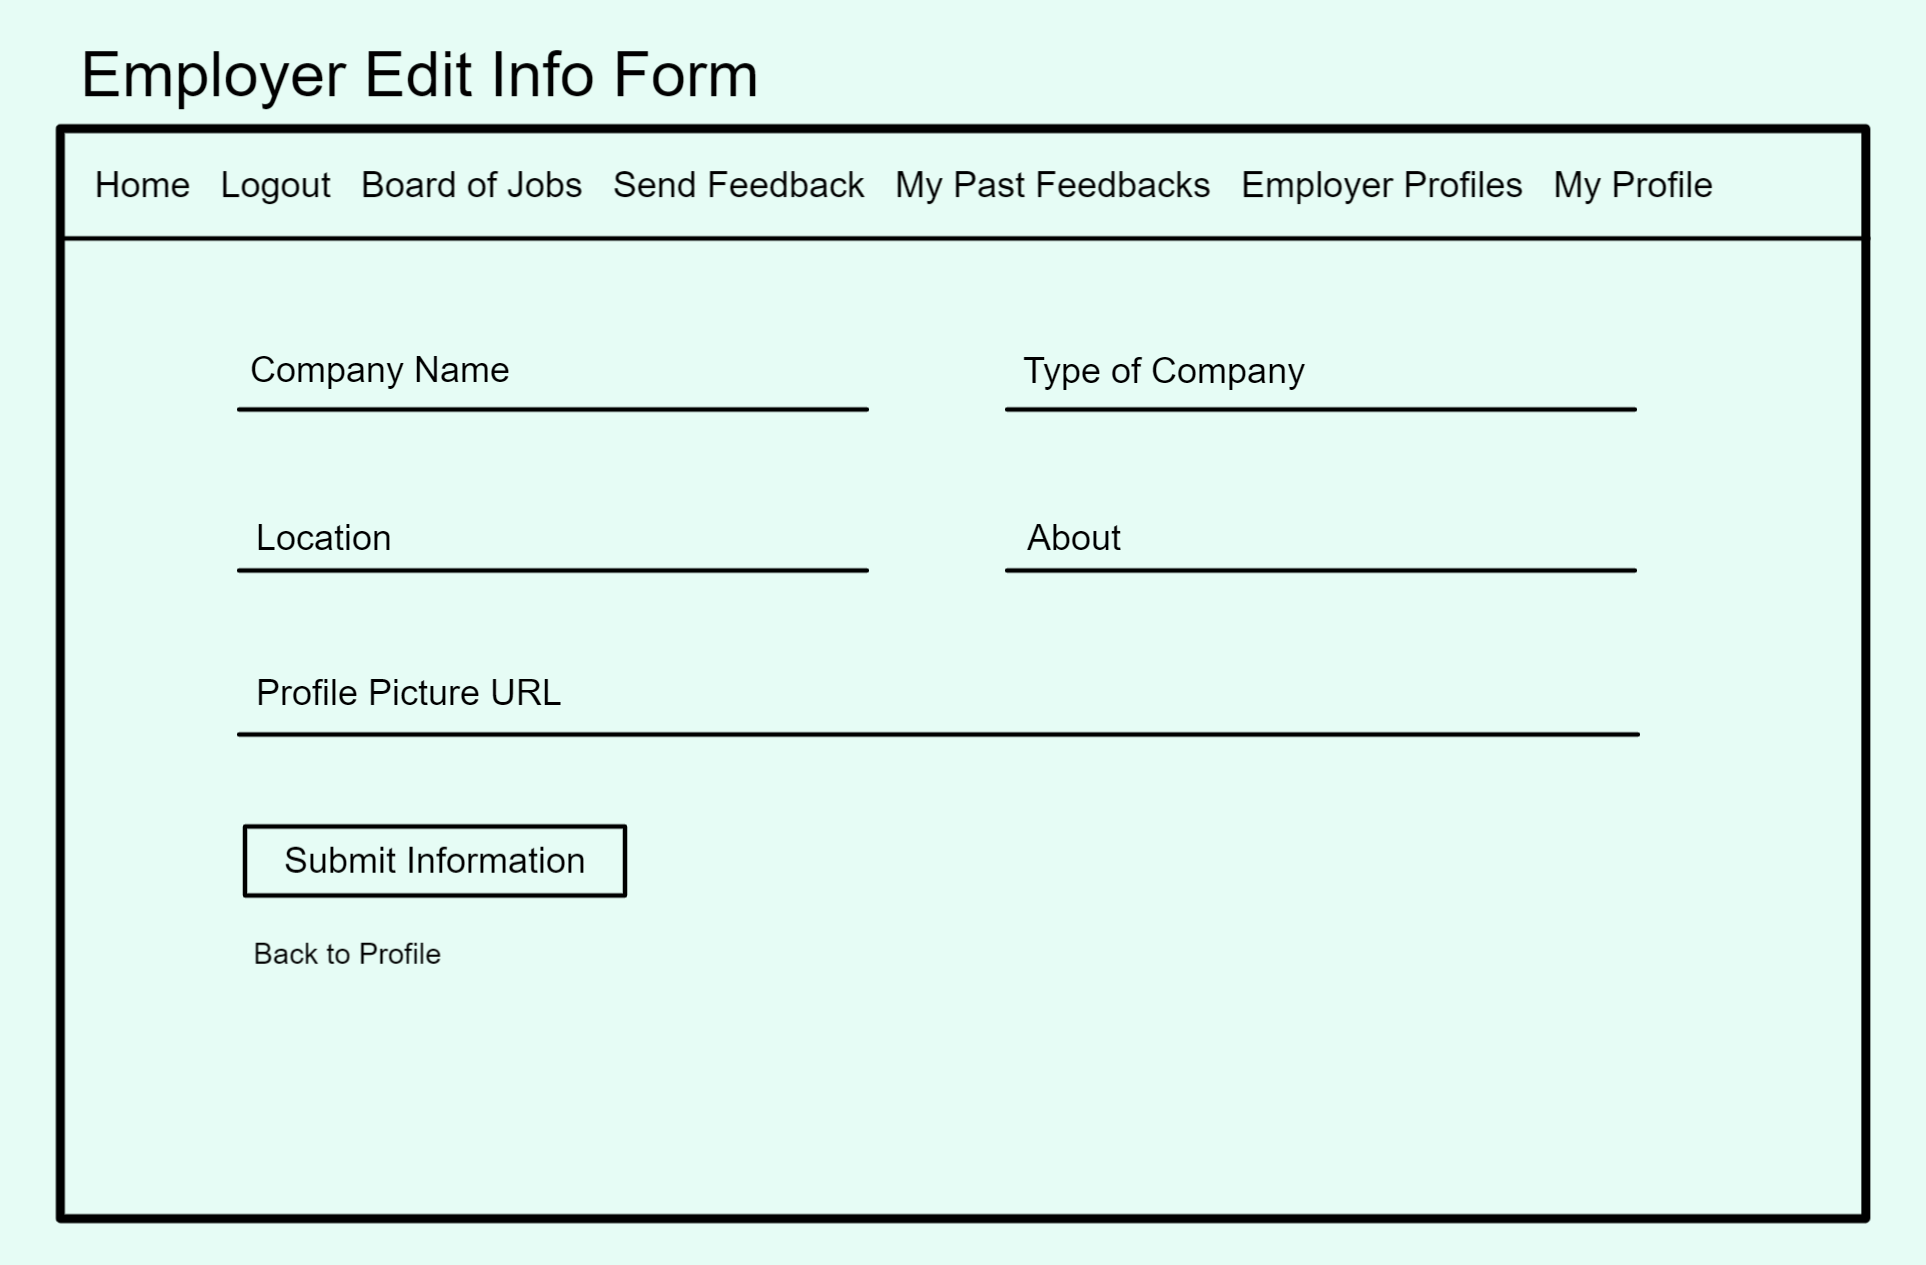 Employer Edit Info Form
Home Logout Board of Jobs Send Feedback My Past Feedbacks Employer Profiles My Profile
Company Name Type of Company
Location About
Profile Picture URL
Submit Information
Back to Profile